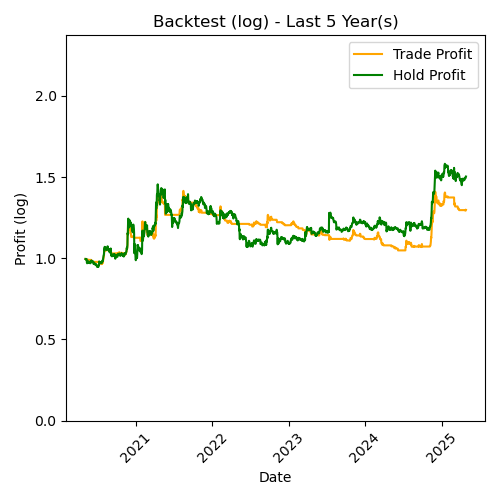 Backtest (log) - Last 5 Year(s)
Trade Profit
Hold Profit
Profit (log)
2.0
1.5
1.0
0.5
0.0
2021
2022
2023
2024
2025
Date